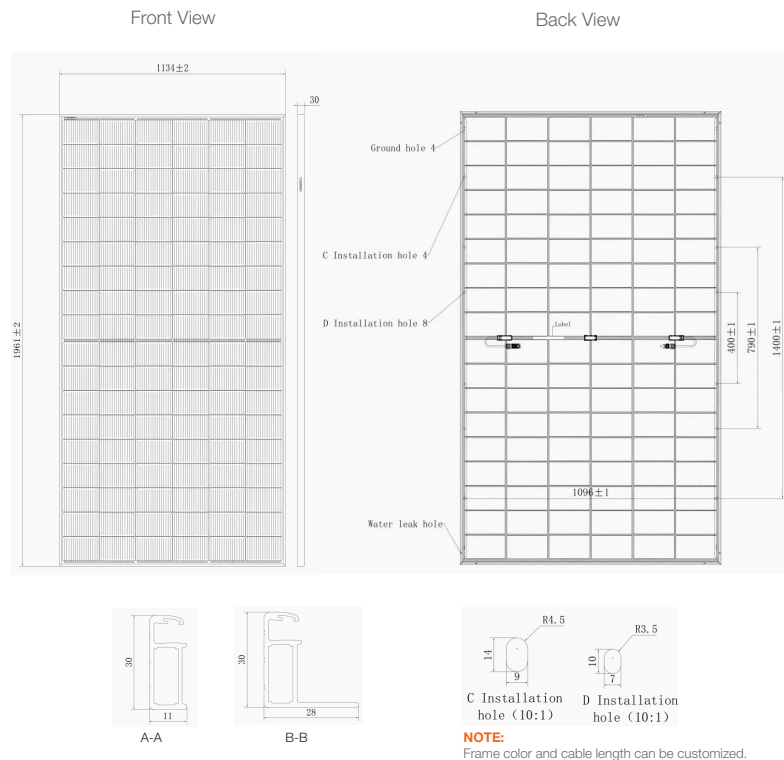 Front View
Back View
1134±2
30
1961±2
Ground hole 4
C Installation hole 4
D Installation hole 8
Label
400±1
790±1
1400±1
1096±1
Water leak hole
30
11
A-A
30
28
B-B
R4.5
14
9
C Installation
hole (10:1)
R3.5
10
7
D Installation
hole (10:1)
NOTE:
Frame color and cable length can be customized.